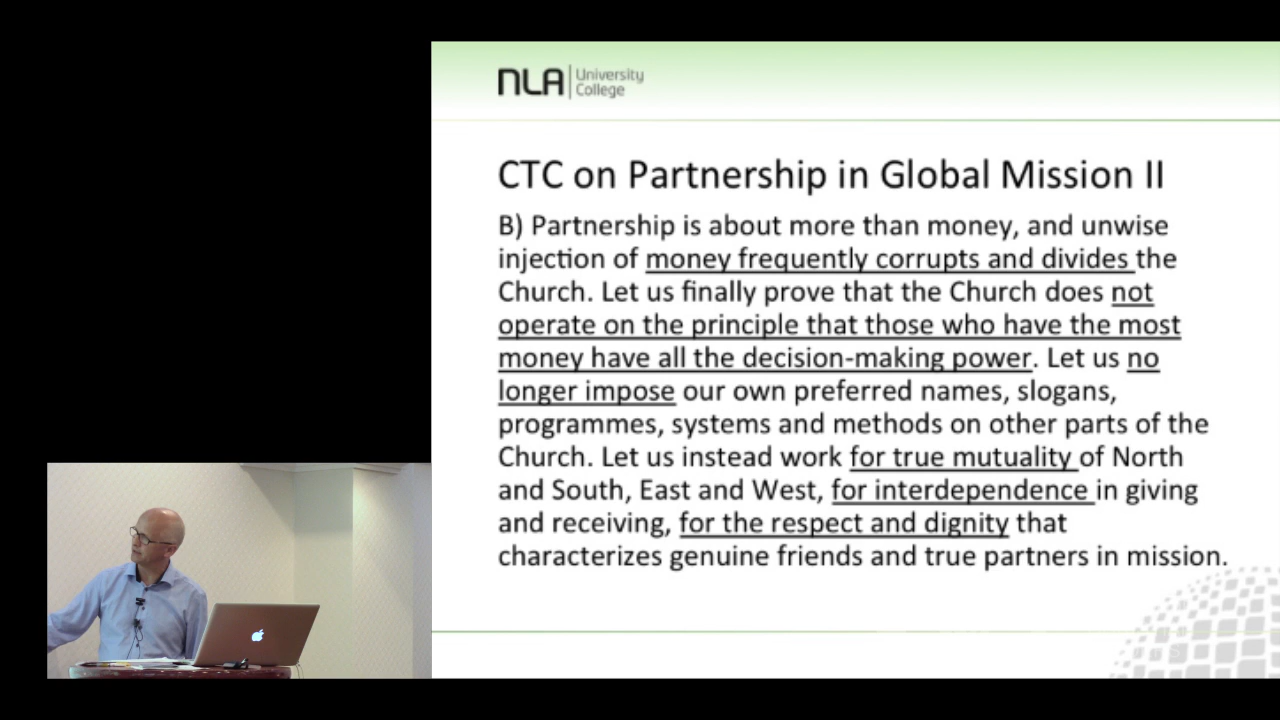 NLA University
College
CTC on Partnership in Global Mission II
B) Partnership is about more than money, and unwise
injection of money frequently corrupts and divides the
Church. Let us finally prove that the Church does not
operate on the principle that those who have the most
money have all the decision-making power. Let us no
longer impose our own preferred names, slogans,
programmes, systems and methods on other parts of the
Church. Let us instead work for true mutuality of North
and South, East and West, for interdependence in giving
and receiving, for the respect and dignity that
characterizes genuine friends and true partners in mission.